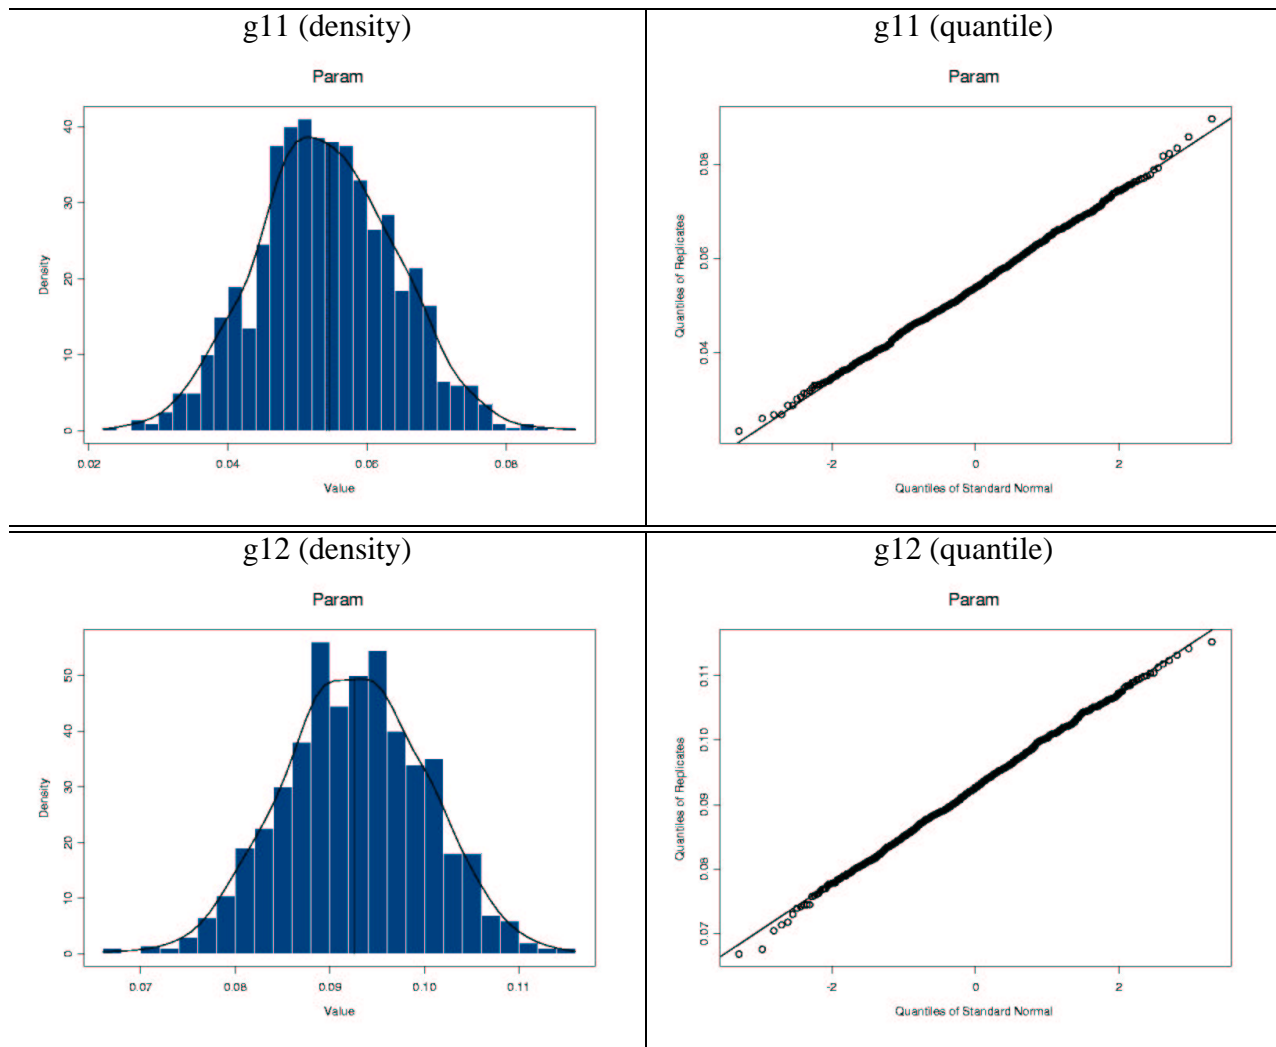 g11 (density)
g11 (quantile)
Param
Density
0
10
20
30
40
0.02
0.04
0.06
0.08
Value
Param
Quantiles of Replicates
0.04
0.06
0.08
-2
0
2
Quantiles of Standard Normal
g12 (density)
g12 (quantile)
Param
Density
0
10
20
30
40
50
0.07
0.08
0.09
0.10
0.11
Value
Param
Quantiles of Replicates
0.07
0.08
0.09
0.10
0.11
-2
0
2
Quantiles of Standard Normal